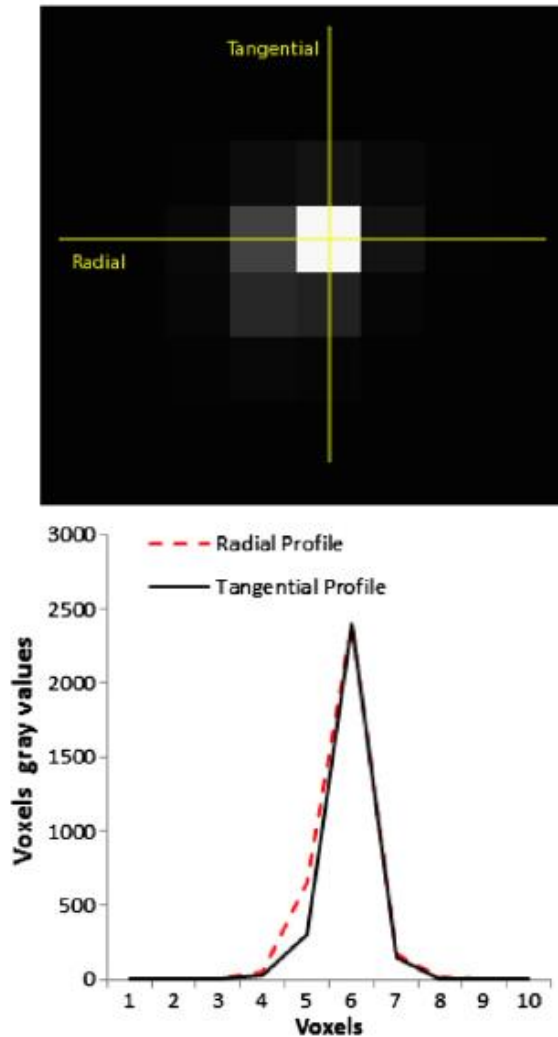 Tangential
Radial
3000
2500
2000
1500
1000
500
0
Radial Profile
Tangential Profile
Voxels gray values
1 2 3 4 5 6 7 8 9 10
Voxels